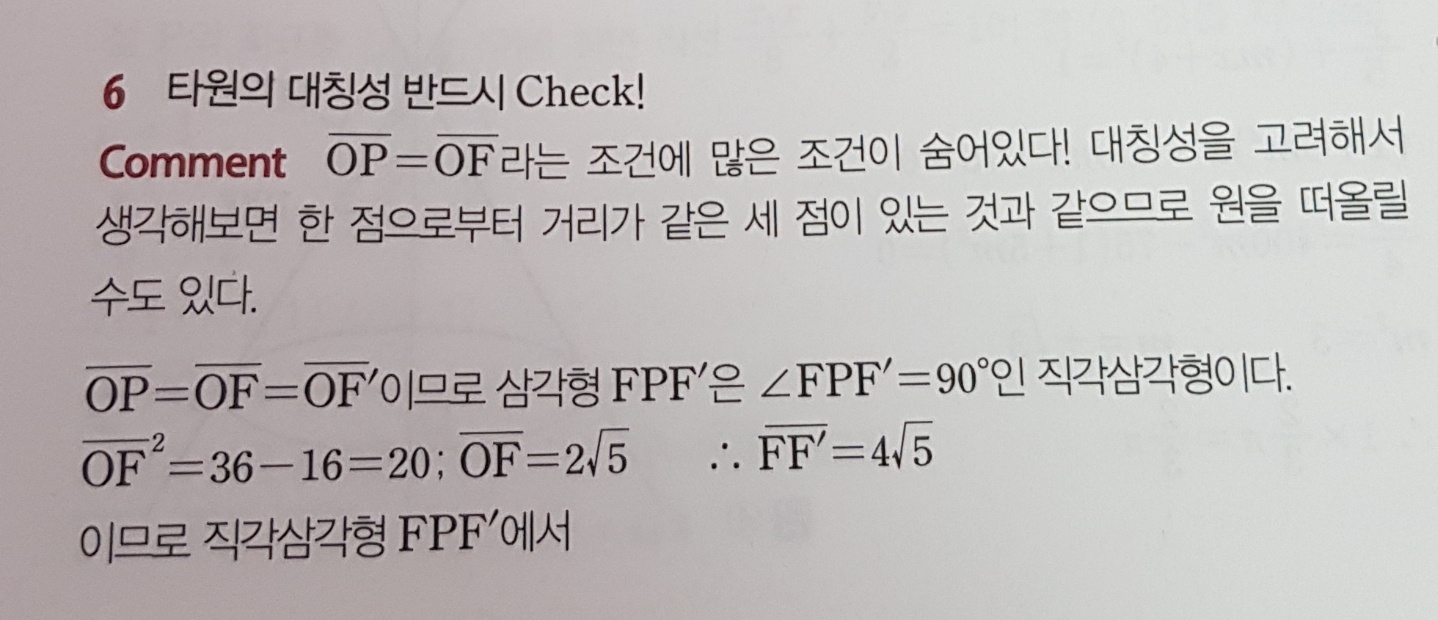 6 타원의 대칭성 반드시 Check!
Comment $\overline{OP}=\overline{OF}$라는 조건에 많은 조건이 숨어있다! 대칭성을 고려해서
생각해보면 한 점으로부터 거리가 같은 세 점이 있는 것과 같으므로 원을 떠올릴
수도 있다.
$\overline{OP}=\overline{OF}=\overline{OF'}$이므로 삼각형 FPF′은 ∠FPF′=90°인 직각삼각형이다.
$\overline{OF}^2=36-16=20$; $\overline{OF}=2\sqrt{5}$ ∴ $\overline{FF'}=4\sqrt{5}$
이므로 직각삼각형 FPF′에서